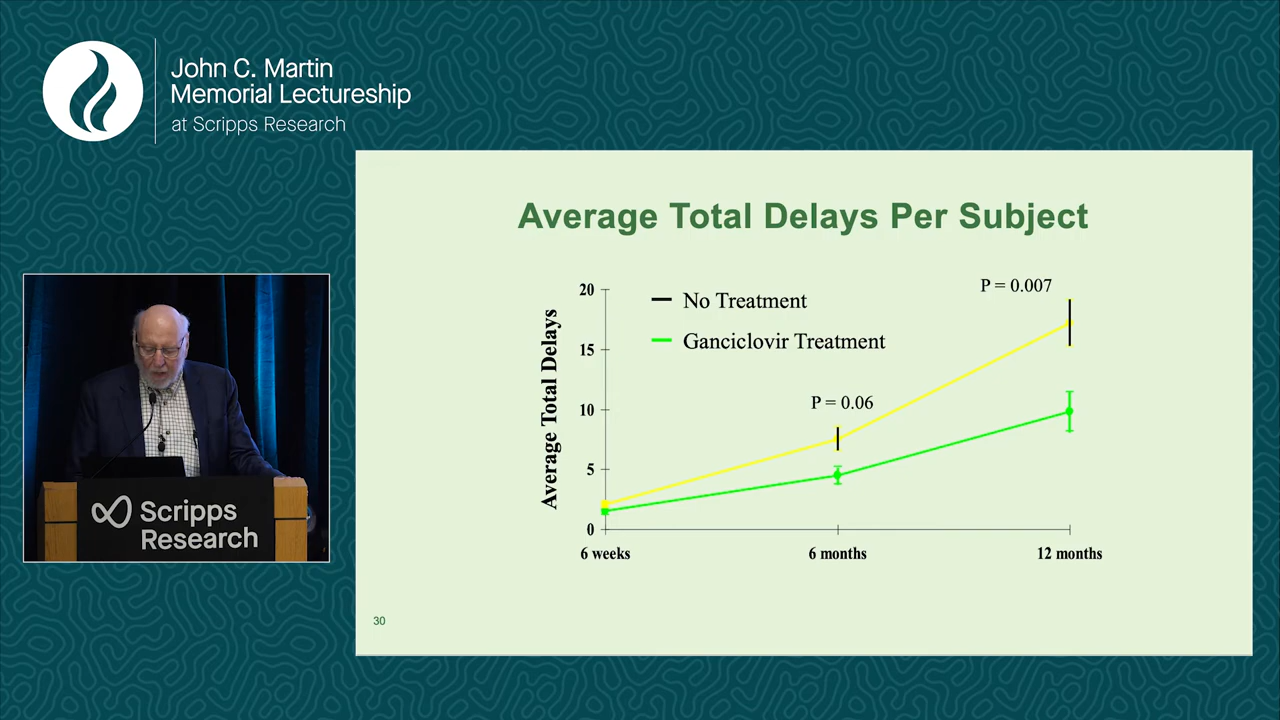 John C. Martin
Memorial Lectureship
at Scripps Research
Average Total Delays Per Subject
P = 0.007
20
No Treatment
Ganciclovir Treatment
15
P = 0.06
10
5
0
Average Total Delays
6 weeks
6 months
12 months
30
Scripps
Research